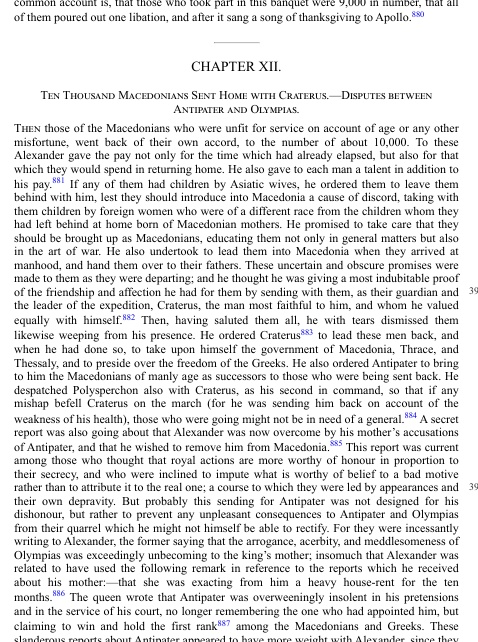 common account is, that those who took part in this banquet were 9,000 in number, that all
of them poured out one libation, and after it sang a song of thanksgiving to Apollo.880
CHAPTER XII.
Ten Thousand Macedonians Sent Home with Craterus.—Disputes between
Antipater and Olympias.
Then those of the Macedonians who were unfit for service on account of age or any other
misfortune, went back of their own accord, to the number of about 10,000. To these
Alexander gave the pay not only for the time which had already elapsed, but also for that
which they would spend in returning home. He also gave to each man a talent in addition to
his pay.881 If any of them had children by Asiatic wives, he ordered them to leave them
behind with him, lest they should introduce into Macedonia a cause of discord, taking with
them children by foreign women who were of a different race from the children whom they
had left behind at home born of Macedonian mothers. He promised to take care that they
should be brought up as Macedonians, educating them not only in general matters but also
in the art of war. He also undertook to lead them into Macedonia when they arrived at
manhood, and hand them over to their fathers. These uncertain and obscure promises were
made to them as they were departing; and he thought he was giving a most indubitable proof
of the friendship and affection he had for them by sending with them, as their guardian and 39
the leader of the expedition, Craterus, the man most faithful to him, and whom he valued
equally with himself.882 Then, having saluted them all, he with tears dismissed them
likewise weeping from his presence. He ordered Craterus883 to lead these men back, and
when he had done so, to take upon himself the government of Macedonia, Thrace, and
Thessaly, and to preside over the freedom of the Greeks. He also ordered Antipater to bring
to him the Macedonians of manly age as successors to those who were being sent back. He
despatched Polysperchon also with Craterus, as his second in command, so that if any
mishap befell Craterus on the march (for he was sending him back on account of the
weakness of his health), those who were going might not be in need of a general.884 A secret
report was also going about that Alexander was now overcome by his mother’s accusations
of Antipater, and that he wished to remove him from Macedonia.885 This report was current
among those who thought that royal actions are more worthy of honour in proportion to
their secrecy, and who were inclined to impute what is worthy of belief to a bad motive
rather than to attribute it to the real one; a course to which they were led by appearances and 39
their own depravity. But probably this sending for Antipater was not designed for his
dishonour, but rather to prevent any unpleasant consequences to Antipater and Olympias
from their quarrel which he might not himself be able to rectify. For they were incessantly
writing to Alexander, the former saying that the arrogance, acerbity, and meddlesomeness of
Olympias was exceedingly unbecoming to the king’s mother; insomuch that Alexander was
related to have used the following remark in reference to the reports which he received
about his mother:—that she was exacting from him a heavy house-rent for the ten
months.886 The queen wrote that Antipater was overweeningly insolent in his pretensions
and in the service of his court, no longer remembering the one who had appointed him, but
claiming to win and hold the first rank887 among the Macedonians and Greeks. These
slanderous reports about Antipater appeared to have more weight with Alexander, since they